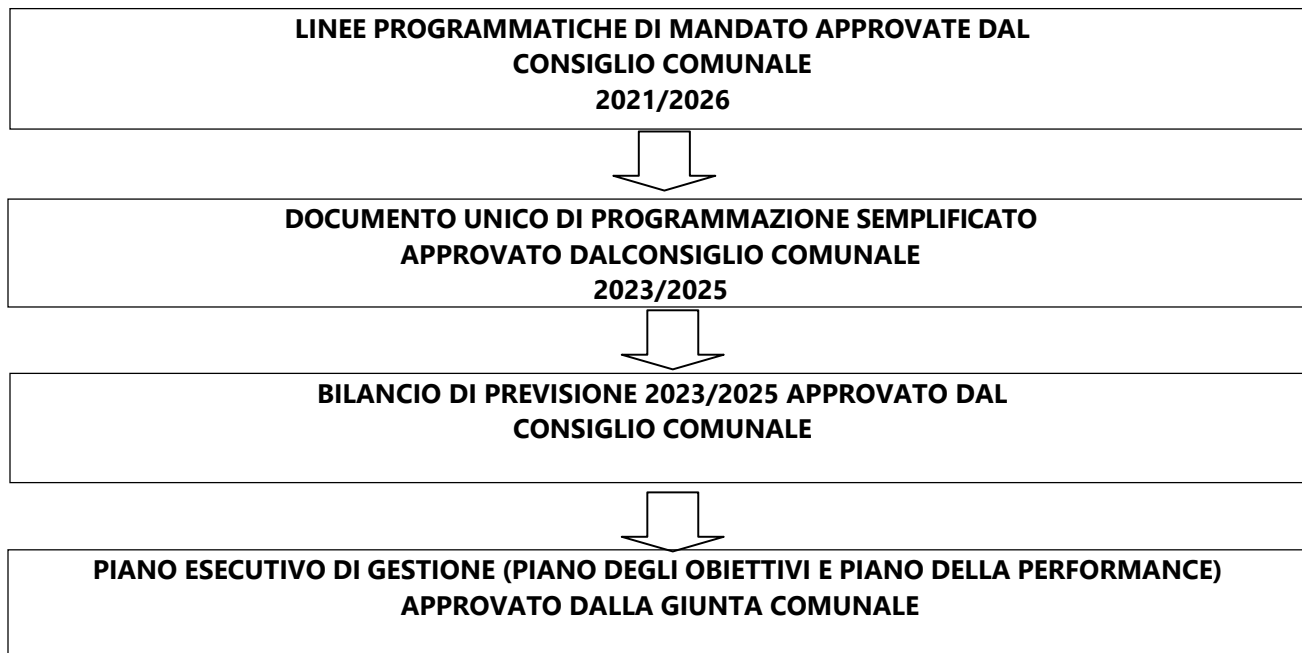 LINEE PROGRAMMATICHE DI MANDATO APPROVATE DAL
CONSIGLIO COMUNALE
2021/2026
DOCUMENTO UNICO DI PROGRAMMAZIONE SEMPLIFICATO
APPROVATO DALCONSIGLIO COMUNALE
2023/2025
BILANCIO DI PREVISIONE 2023/2025 APPROVATO DAL
CONSIGLIO COMUNALE
PIANO ESECUTIVO DI GESTIONE (PIANO DEGLI OBIETTIVI E PIANO DELLA PERFORMANCE)
APPROVATO DALLA GIUNTA COMUNALE